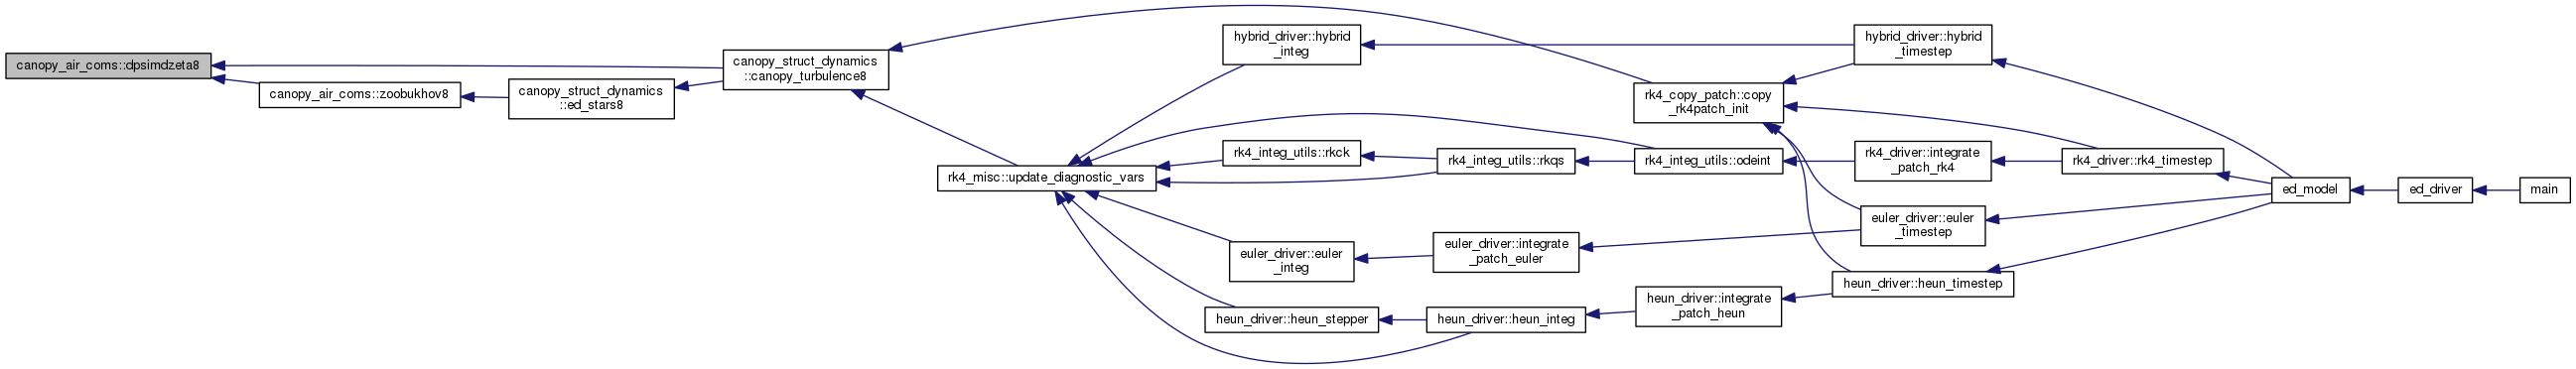 canopy_air_coms::dpsimdzeta8
canopy_air_coms::zoobukhov8
canopy_struct_dynamics
::ed_stars8
canopy_struct_dynamics
::canopy_turbulence8
rk4_misc::update_diagnostic_vars
hybrid_driver::hybrid
_integ
rk4_integ_utils::rkck
euler_driver::euler
_integ
heun_driver::heun_stepper
rk4_integ_utils::rkqs
euler_driver::integrate
_patch_euler
heun_driver::heun_integ
rk4_copy_patch::copy
_rk4patch_init
rk4_integ_utils::odeint
heun_driver::integrate
_patch_heun
hybrid_driver::hybrid
_timestep
rk4_driver::integrate
_patch_rk4
euler_driver::euler
_timestep
heun_driver::heun_timestep
rk4_driver::rk4_timestep
ed_model
ed_driver
main